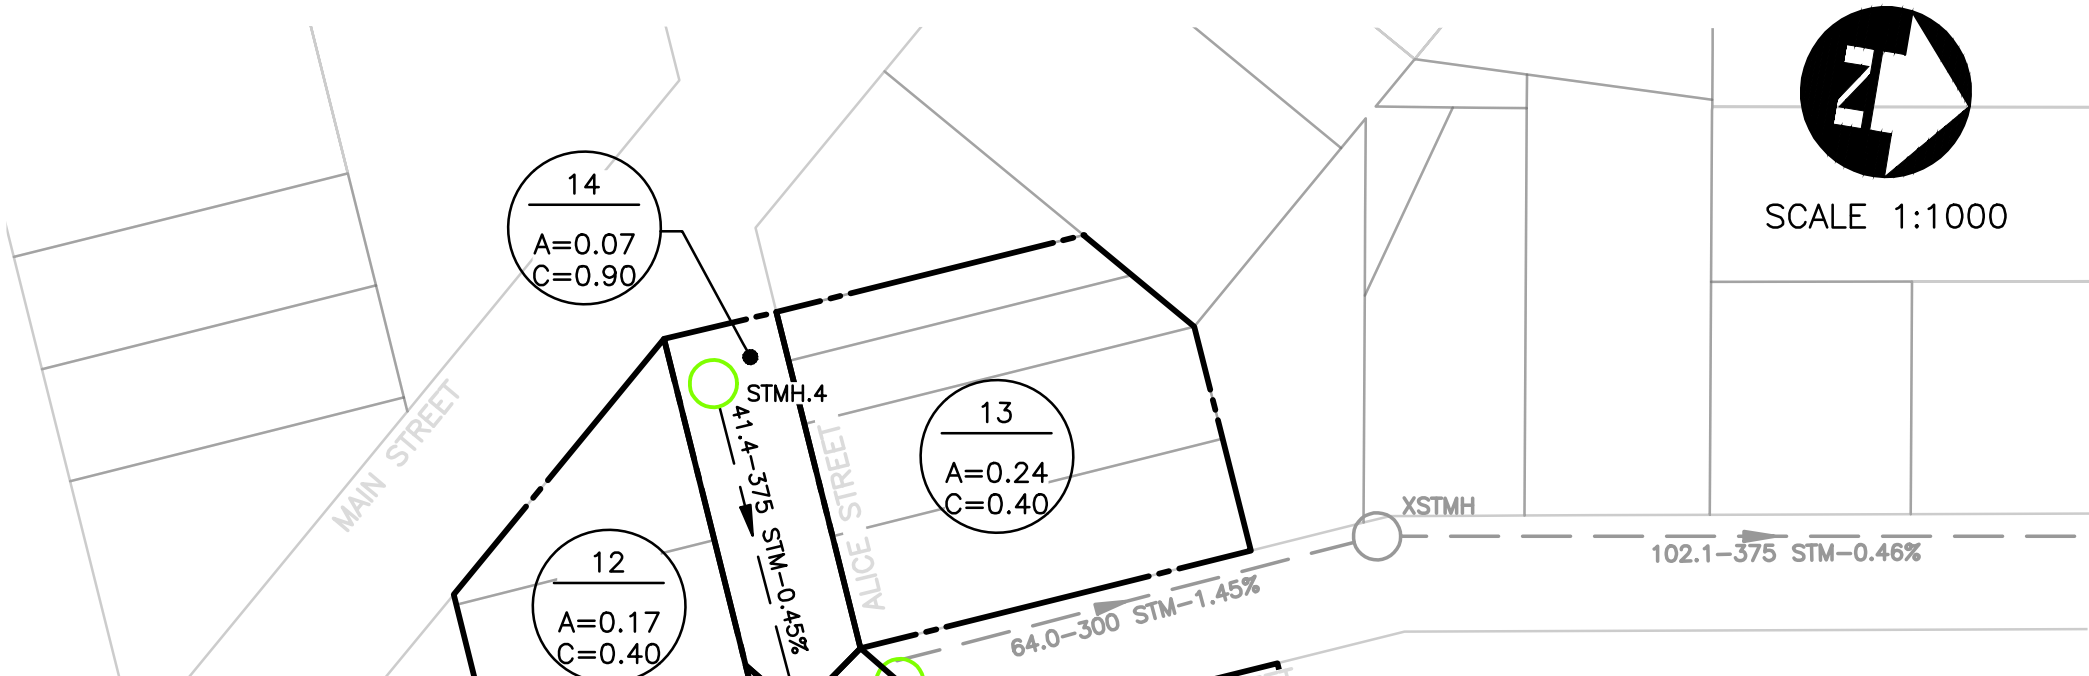 N
SCALE 1:1000
14
A=0.07
C=0.90
STMH.4
41.4-375 STM-0.45%
MAIN STREET
ALICE STREET
13
A=0.24
C=0.40
XSTMH
102.1-375 STM-0.46%
64.0-300 STM-1.45%
12
A=0.17
C=0.40